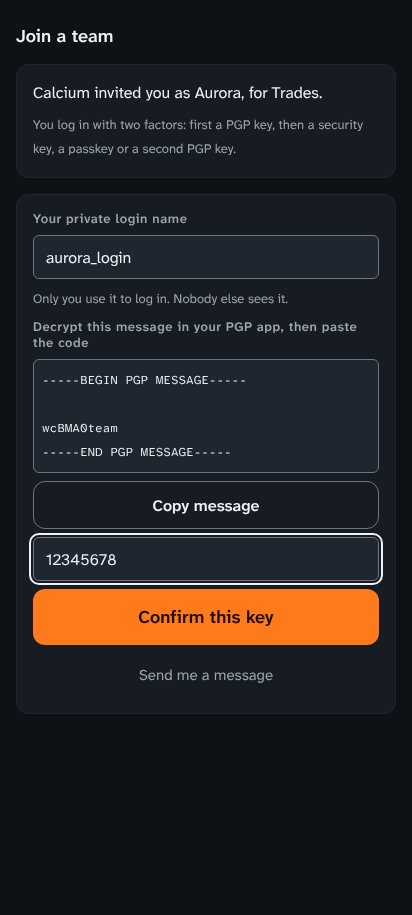 Join a team
Calcium invited you as Aurora, for Trades.
You log in with two factors: first a PGP key, then a security
key, a passkey or a second PGP key.
Your private login name
aurora_login
Only you use it to log in. Nobody else sees it.
Decrypt this message in your PGP app, then paste
the code
-----BEGIN PGP MESSAGE-----
wcBMA0team
-----END PGP MESSAGE-----
Copy message
12345678
Confirm this key
Send me a message